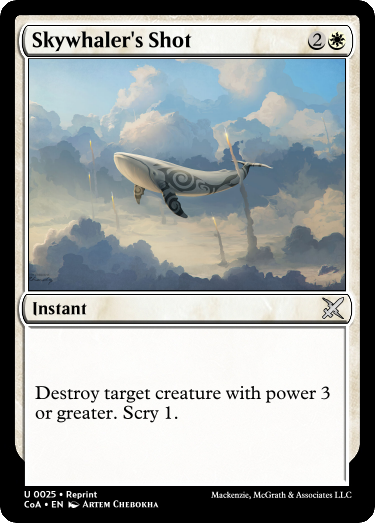 Skywhaler's Shot 2
Instant
Destroy target creature with power 3
or greater. Scry 1.
U 0025 • Reprint
CoA • EN Artem Chebokha
Mackenzie, McGrath & Associates LLC